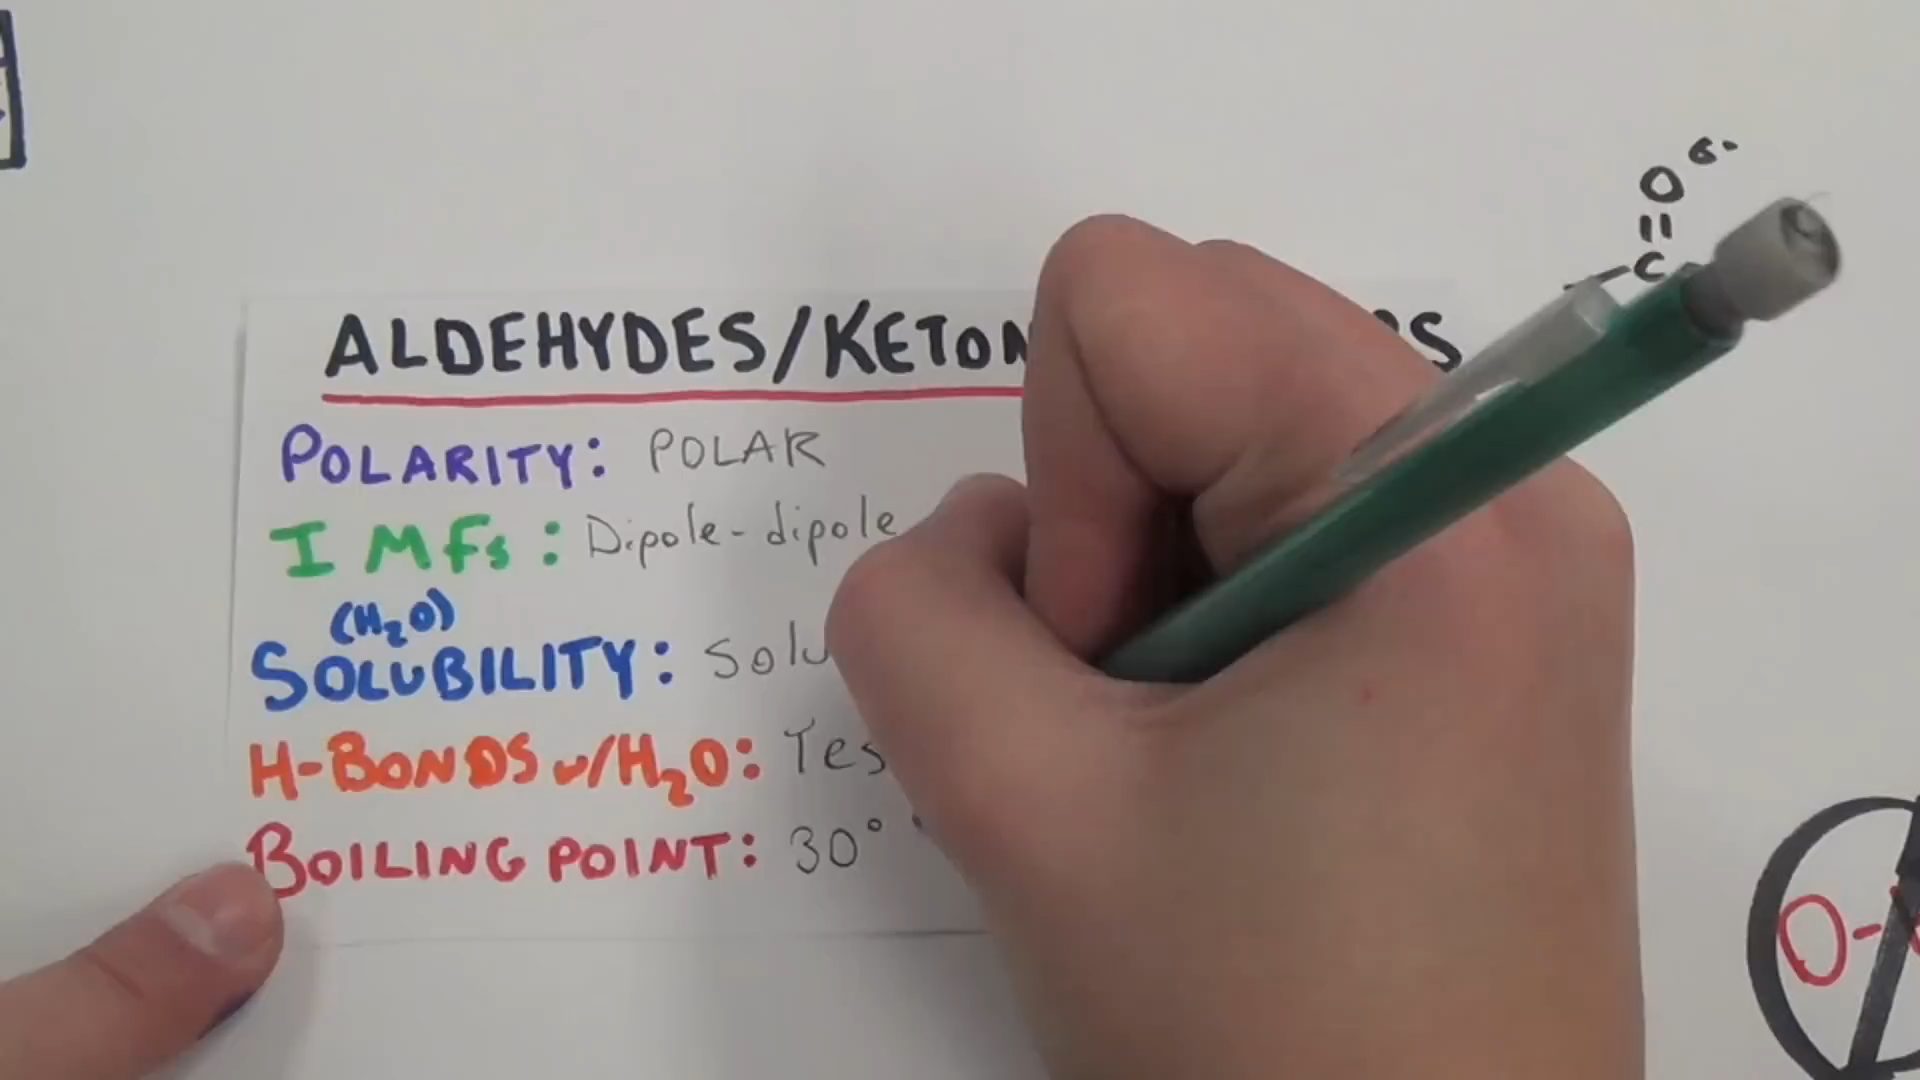 O δ-
=
C
ALDEHYDES/KETON
POLARITY: POLAR
IMFs: Dipole-dipole
(H₂O)
SOLUBILITY: Solu
H-BONDS w/H₂O: Yes
BOILING POINT: 30°
O-